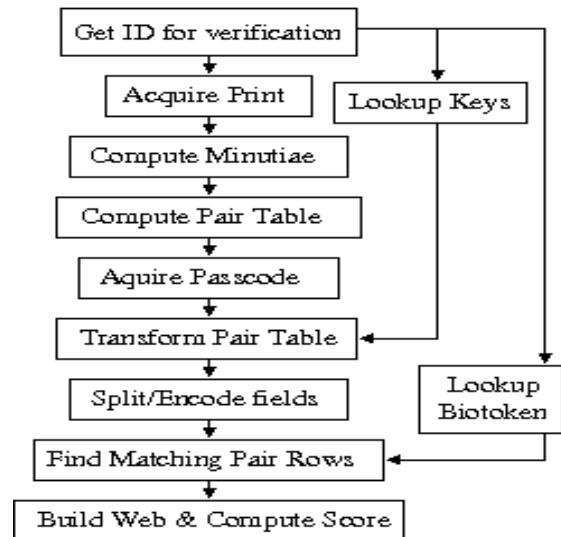 Get ID for verification
Acquire Print
Lookup Keys
Compute Minutiae
Compute Pair Table
Aquire Passcode
Transform Pair Table
Split/Encode fields
Lookup
Biotoken
Find Matching Pair Rows
Build Web & Compute Score